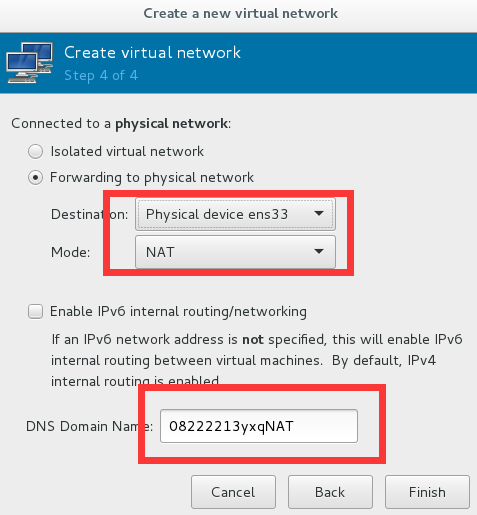 Create a new virtual network
Create virtual network
Step 4 of 4
Connected to a physical network:
Isolated virtual network
Forwarding to physical network
Destination: Physical device ens33
Mode: NAT
Enable IPv6 internal routing/networking
If an IPv6 network address is not specified, this will enable IPv6
internal routing between virtual machines. By default, IPv4
internal routing is enabled.
DNS Domain Name: 08222213yxqNAT
Cancel Back Finish